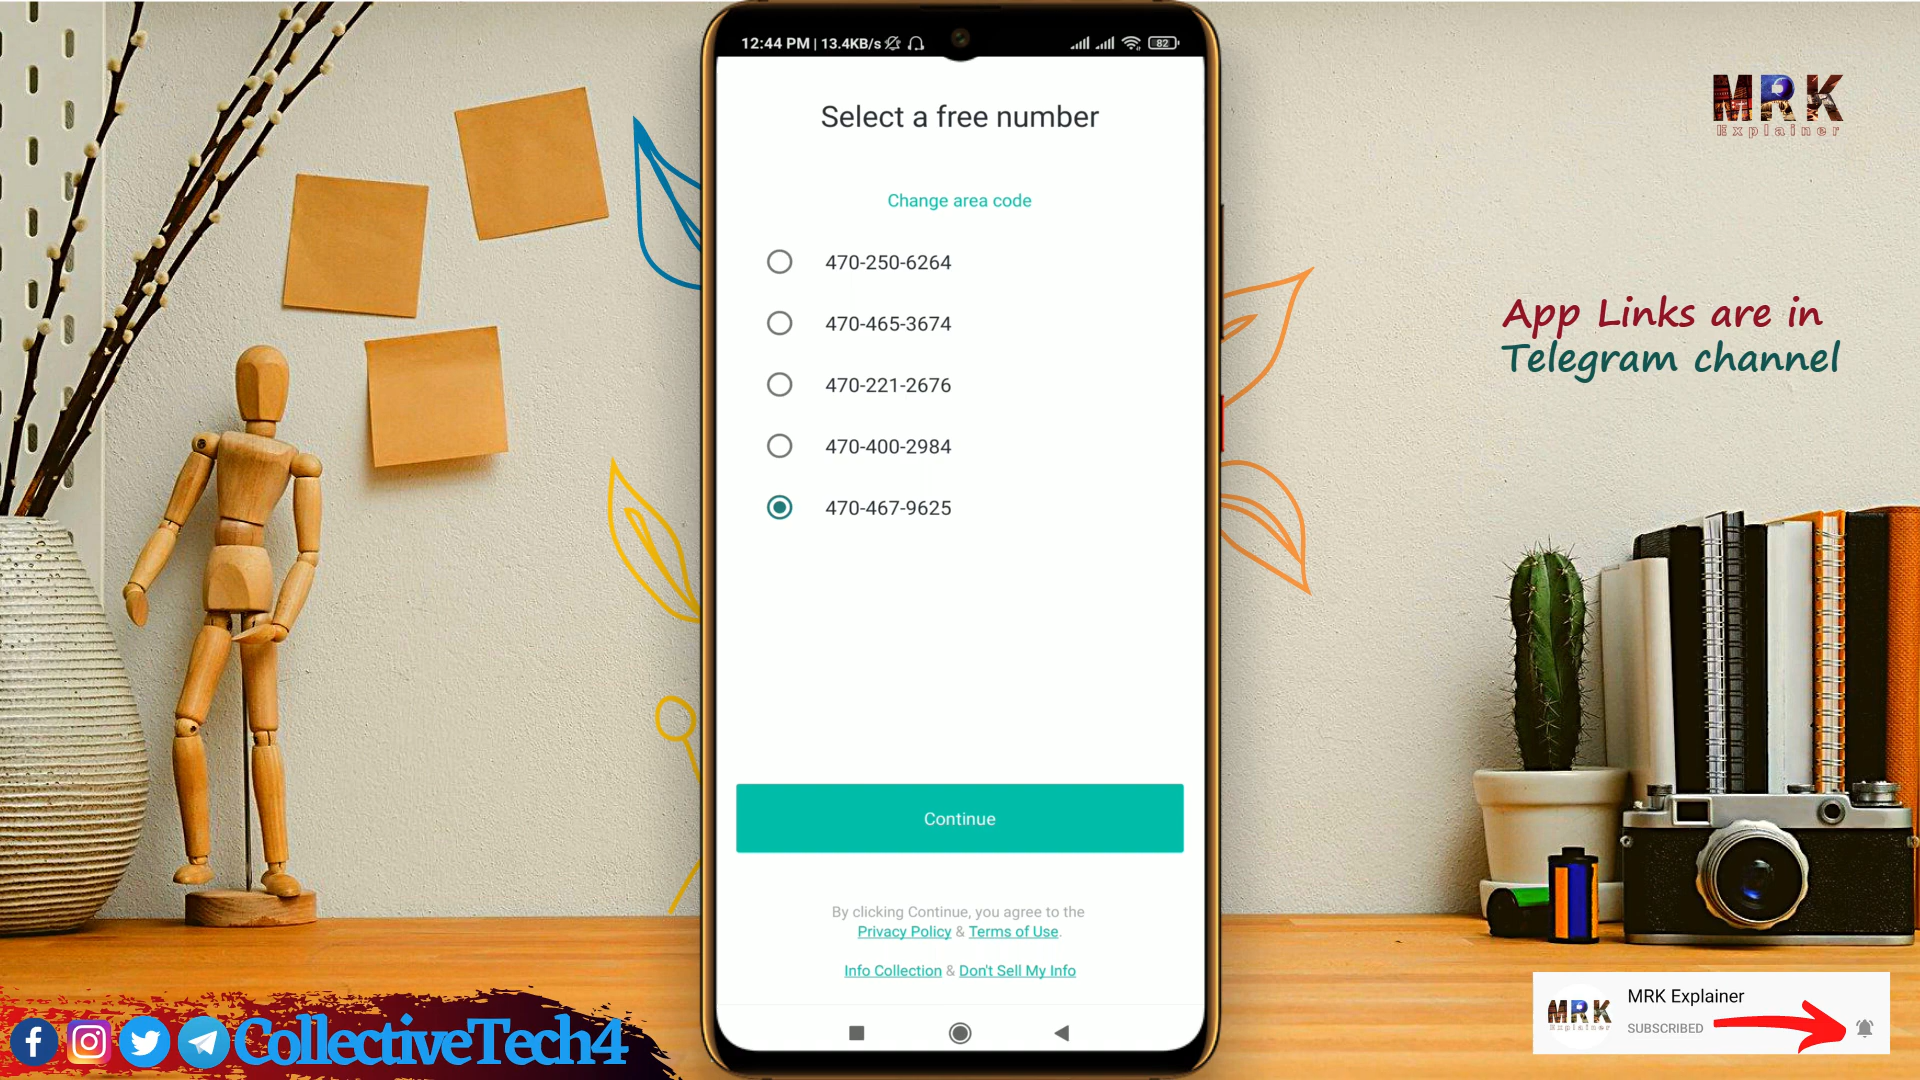 12:44 PM | 13.4KB/s
82
Select a free number
Change area code
470-250-6264
470-465-3674
470-221-2676
470-400-2984
470-467-9625
Continue
By clicking Continue, you agree to the
Privacy Policy & Terms of Use.
Info Collection & Don't Sell My Info
MRK
Explainer
App Links are in
Telegram channel
CollectiveTech4
MRK
Explainer
MRK Explainer
SUBSCRIBED